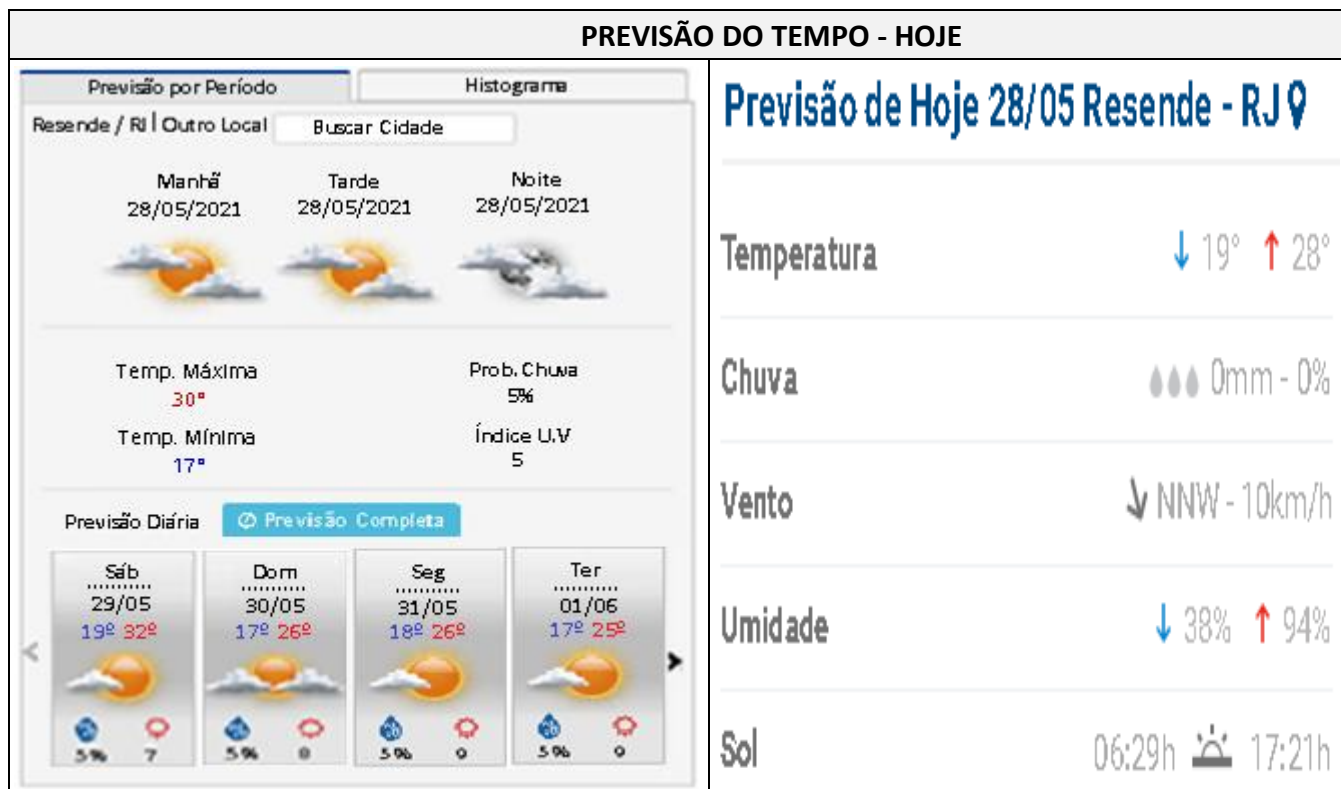 PREVISÃO DO TEMPO - HOJE
Previsão por Período Histograma
Resende / RJ | Outro Local Buscar Cidade
Manhã Tarde Noite
28/05/2021 28/05/2021 28/05/2021
Temp. Máxima Prob. Chuva
30° 5%
Temp. Mínima Índice U.V
17° 5
Previsão Diária Previsão Completa
Sáb Dom Seg Ter
29/05 30/05 31/05 01/06
19º 32º 17º 26º 18º 26º 17º 25º
5% 7 5% 0 5% 0 5% 0
Previsão de Hoje 28/05 Resende - RJ
Temperatura ↓ 19° ↑ 28°
Chuva 0mm - 0%
Vento NNW - 10km/h
Umidade ↓ 38% ↑ 94%
Sol 06:29h 17:21h